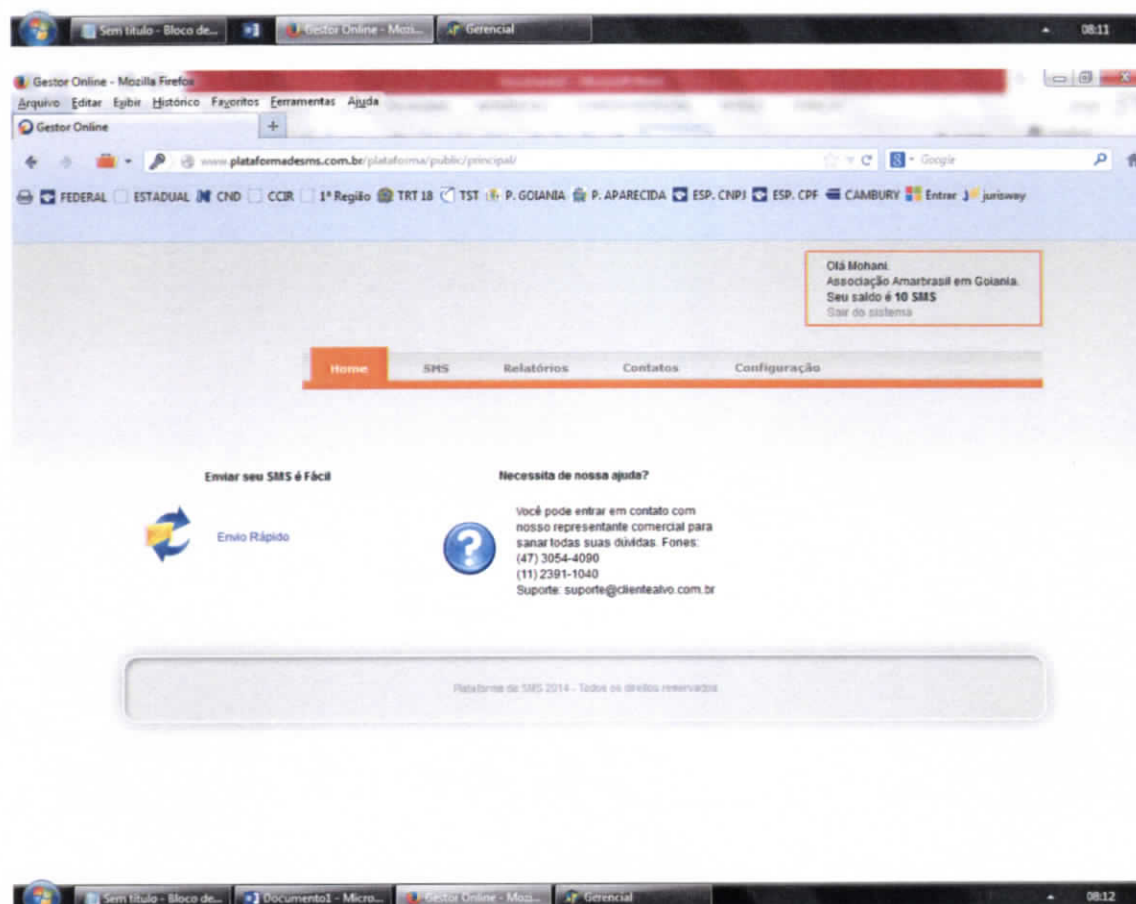 Sem título - Bloco de...
Gestor Online - Mozi...
Gerencial
08:11
Gestor Online - Mozilla Firefox
Arquivo Editar Exibir Histórico Favoritos Ferramentas Ajuda
Gestor Online
www.plataformadesms.com.br/plataforma/public/principal/
Google
FEDERAL ESTADUAL CND CCIR 1ª Região TRT 18 TST P. GOIANIA P. APARECIDA ESP. CNPJ ESP. CPF CAMBURY Entrar jurisway
Olá Mohani.
Associação Amarbrasil em Goiania.
Seu saldo é 10 SMS
Sair do sistema
Home SMS Relatórios Contatos Configuração
Enviar seu SMS é Fácil
Envio Rápido
Necessita de nossa ajuda?
Você pode entrar em contato com
nosso representante comercial para
sanar todas suas dúvidas. Fones:
(47) 3054-4090
(11) 2391-1040
Suporte: suporte@clientealvo.com.br
Plataforma de SMS 2014 - Todos os direitos reservados
Sem título - Bloco de...
Documento1 - Micro...
Gestor Online - Mozi...
Gerencial
08:12